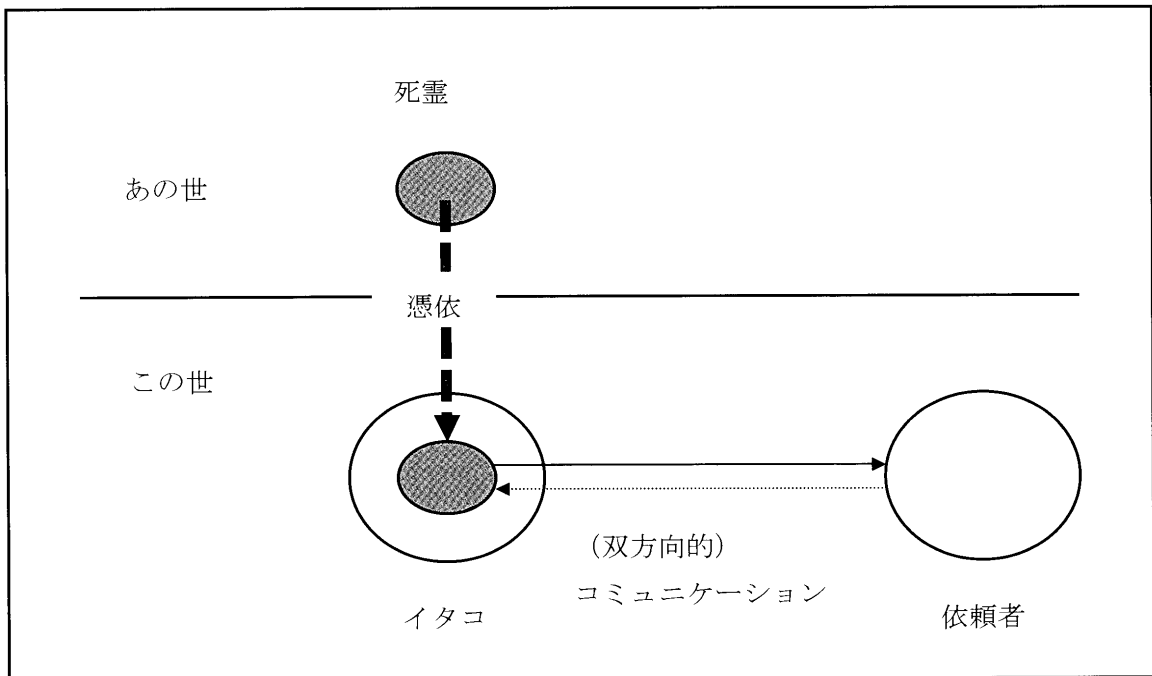 死霊
あの世
憑依
この世
（双方向的）
コミュニケーション
イタコ
依頼者